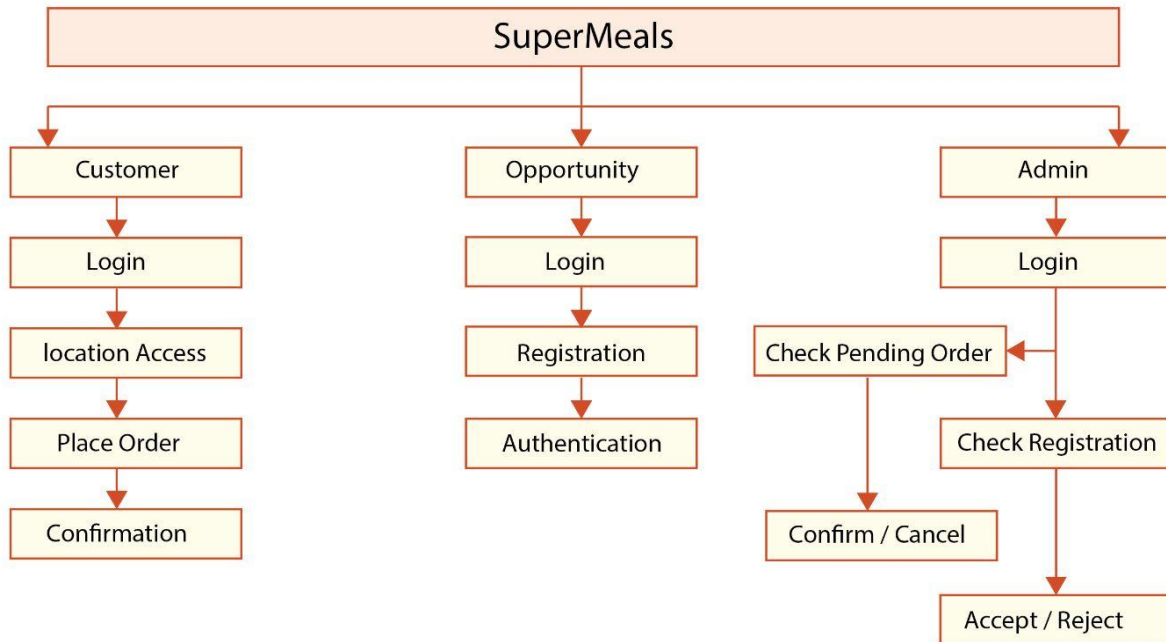 SuperMeals
Customer
Opportunity
Admin
Login
Login
Login
location Access
Registration
Check Pending Order
Place Order
Authentication
Check Registration
Confirmation
Confirm / Cancel
Accept / Reject